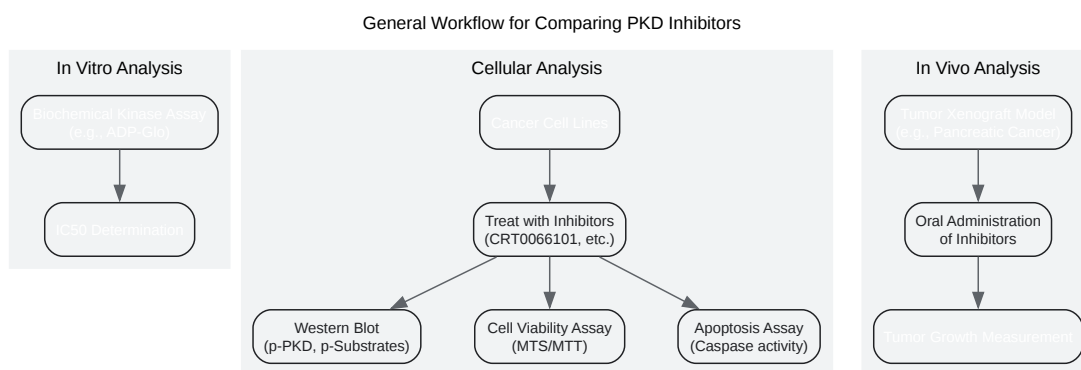 General Workflow for Comparing PKD Inhibitors
In Vitro Analysis
Biochemical Kinase Assay
(e.g., ADP-Glo)
IC50 Determination
Cellular Analysis
Cancer Cell Lines
Treat with Inhibitors
(CRT0066101, etc.)
Western Blot
(p-PKD, p-Substrates)
Cell Viability Assay
(MTS/MTT)
Apoptosis Assay
(Caspase activity)
In Vivo Analysis
Tumor Xenograft Model
(e.g., Pancreatic Cancer)
Oral Administration
of Inhibitors
Tumor Growth Measurement